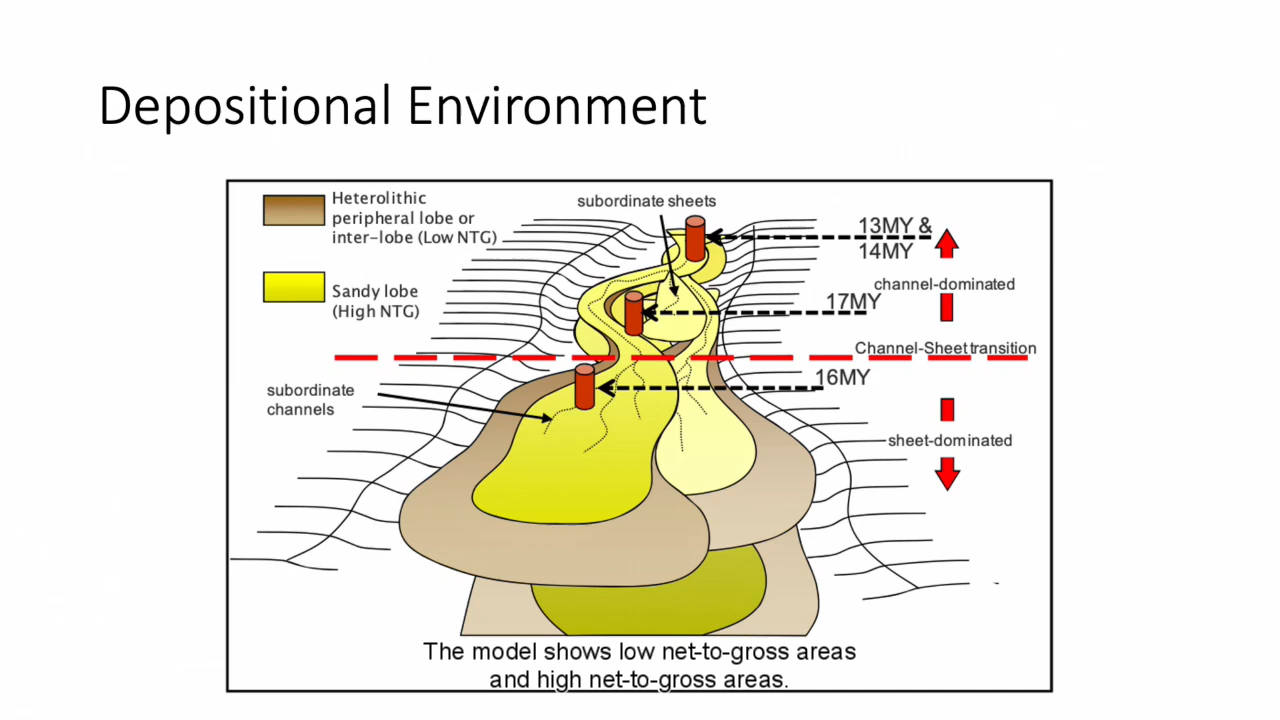 Depositional Environment
Heterolithic
peripheral lobe or
inter-lobe (Low NTG)
Sandy lobe
(High NTG)
subordinate sheets
13MY &
14MY
channel-dominated
17MY
Channel-Sheet transition
16MY
subordinate
channels
sheet-dominated
The model shows low net-to-gross areas
and high net-to-gross areas.